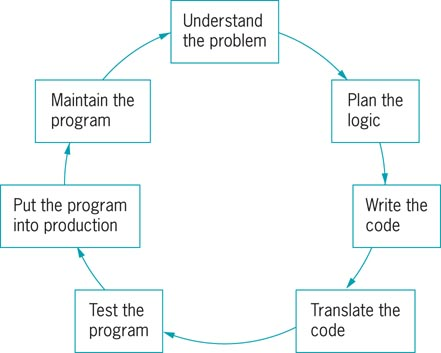 Understand
the problem
Plan the
logic
Write the
code
Translate the
code
Test the
program
Put the program
into production
Maintain the
program